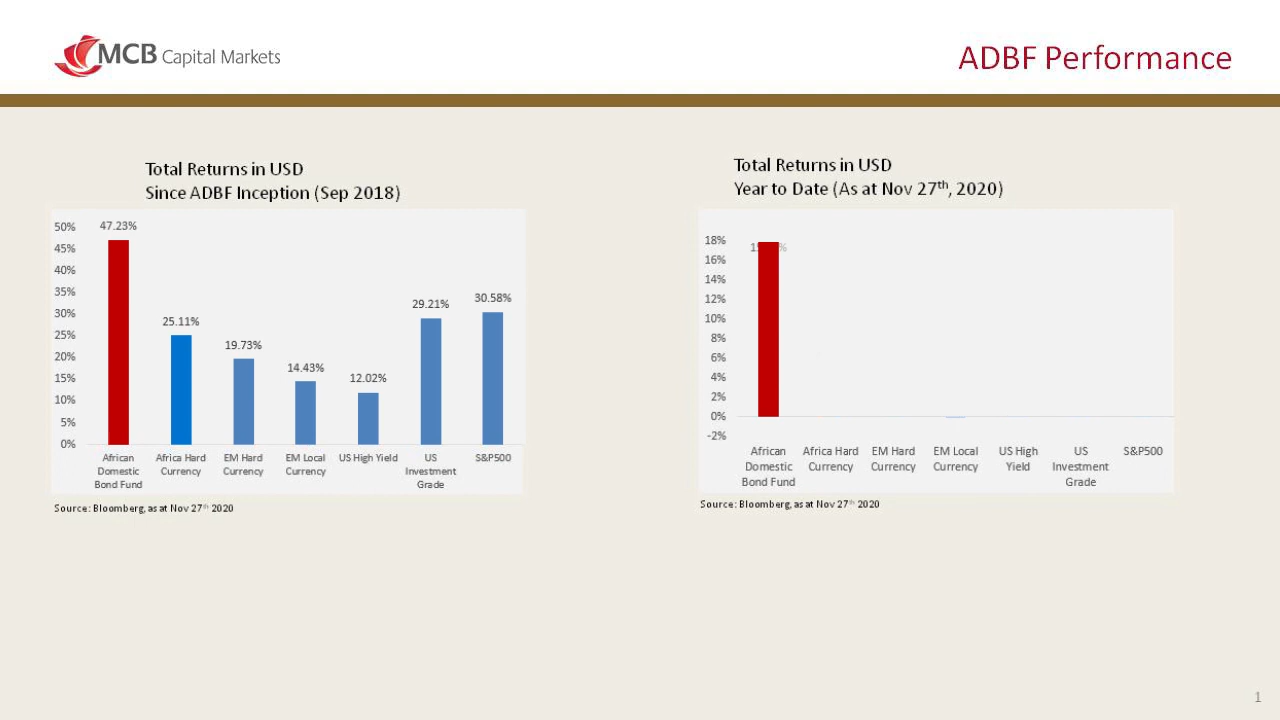 MCB Capital Markets
ADBF Performance
Total Returns in USD
Since ADBF Inception (Sep 2018)
50%
45%
40%
35%
30%
25%
20%
15%
10%
5%
0%
47.23%
25.11%
19.73%
14.43%
12.02%
29.21%
30.58%
African
Domestic
Bond Fund
Africa Hard
Currency
EM Hard
Currency
EM Local
Currency
US High Yield
US
Investment
Grade
S&P500
Source: Bloomberg, as at Nov 27th 2020
Total Returns in USD
Year to Date (As at Nov 27th, 2020)
18%
16%
14%
12%
10%
8%
6%
4%
2%
0%
-2%
African
Domestic
Bond Fund
Africa Hard
Currency
EM Hard
Currency
EM Local
Currency
US High
Yield
US
Investment
Grade
S&P500
Source: Bloomberg, as at Nov 27th 2020
1